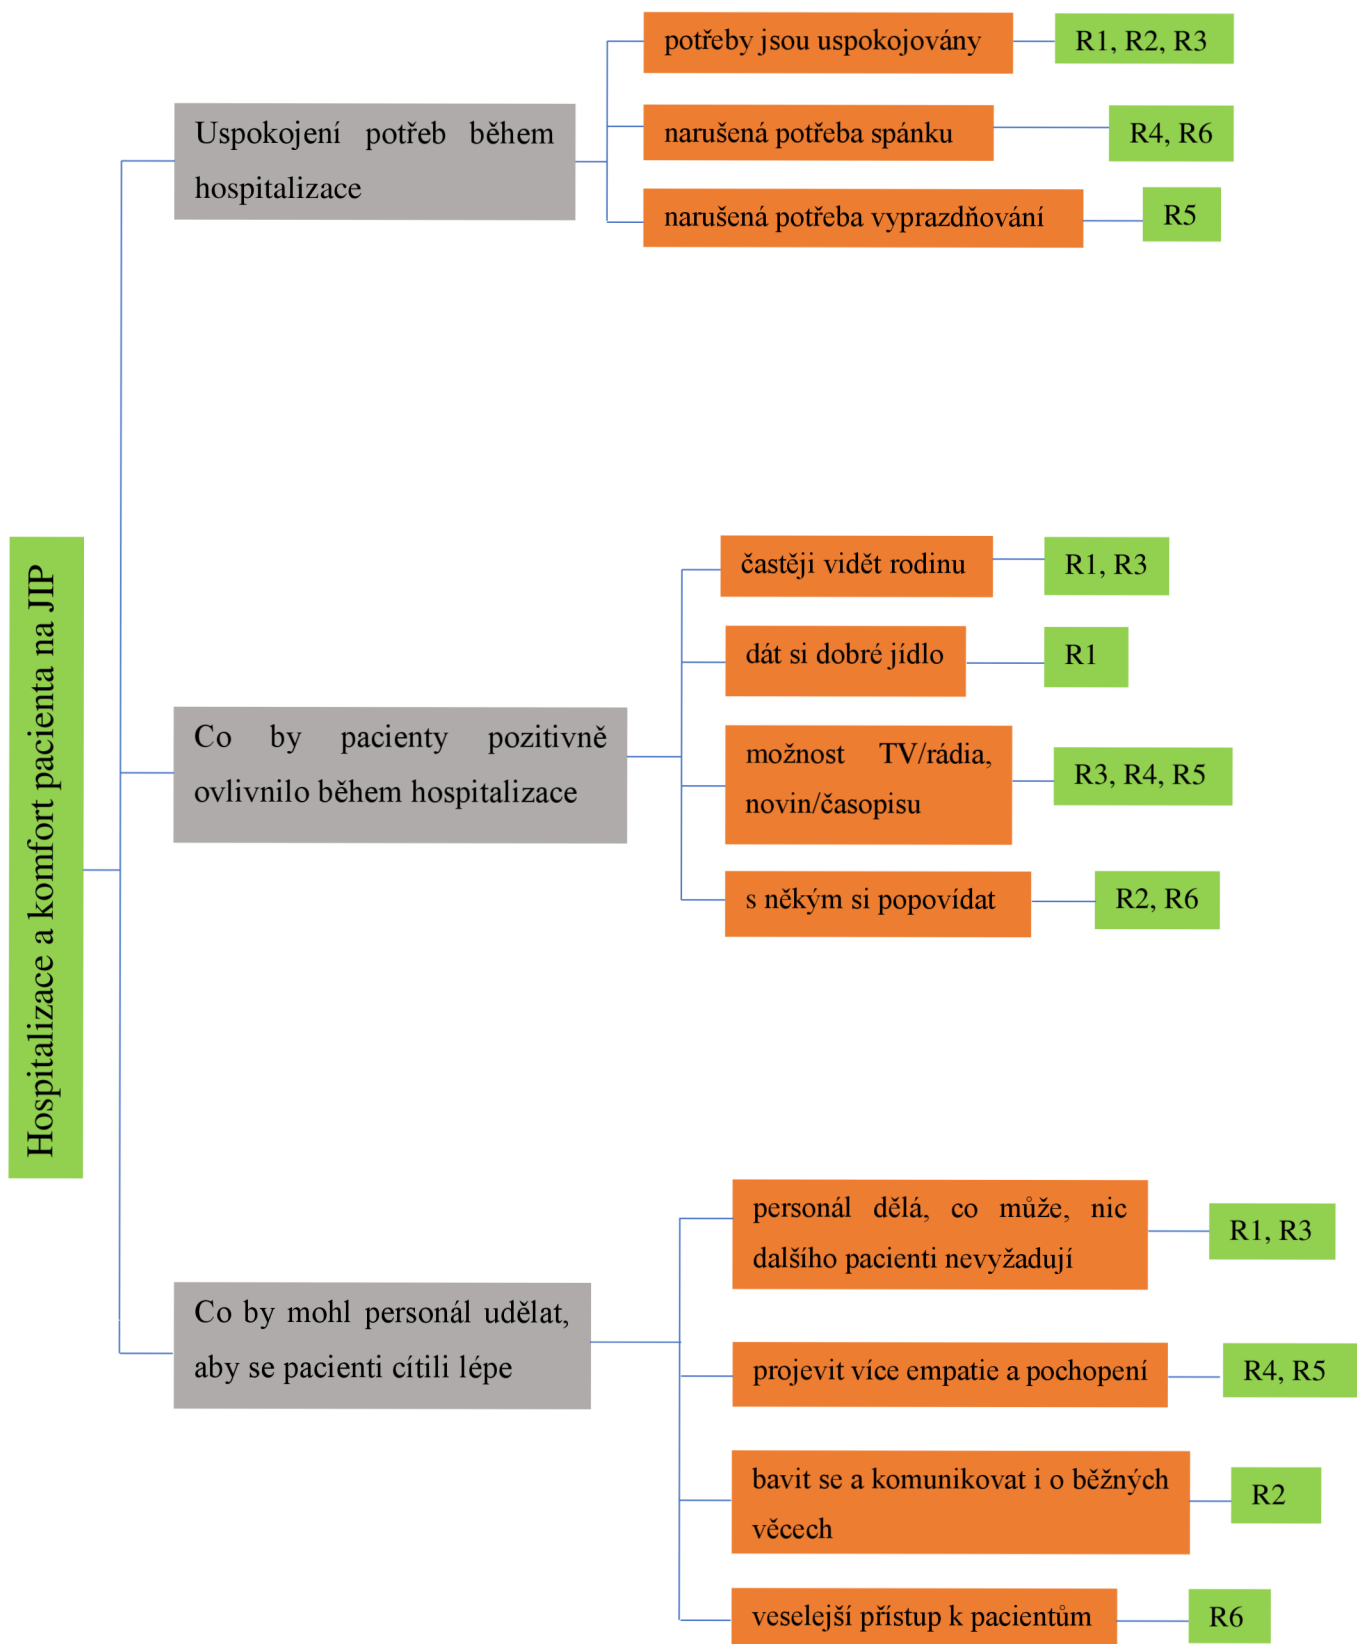 Hospitalizace a komfort pacienta na JIP
Uspokojení potřeb během
hospitalizace
potřeby jsou uspokojovány
R1, R2, R3
narušená potřeba spánku
R4, R6
narušená potřeba vyprazdňování
R5
Co by pacienty pozitivně
ovlivnilo během hospitalizace
častěji vidět rodinu
R1, R3
dát si dobré jídlo
R1
možnost TV/rádia,
novin/časopisu
R3, R4, R5
s někým si popovídat
R2, R6
Co by mohl personál udělat,
aby se pacienti cítili lépe
personál dělá, co může, nic
dalšího pacienti nevyžadují
R1, R3
projevit více empatie a pochopení
R4, R5
bavit se a komunikovat i o běžných
věcech
R2
veselejší přístup k pacientům
R6